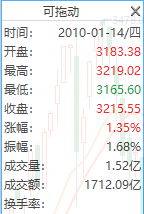 可拖动
时间: 2010-01-14/四
开盘: 3183.38
最高: 3219.02
最低: 3165.60
收盘: 3215.55
涨幅: 1.35%
振幅: 1.68%
成交量: 1.52亿
成交额: 1712.09亿
换手率: